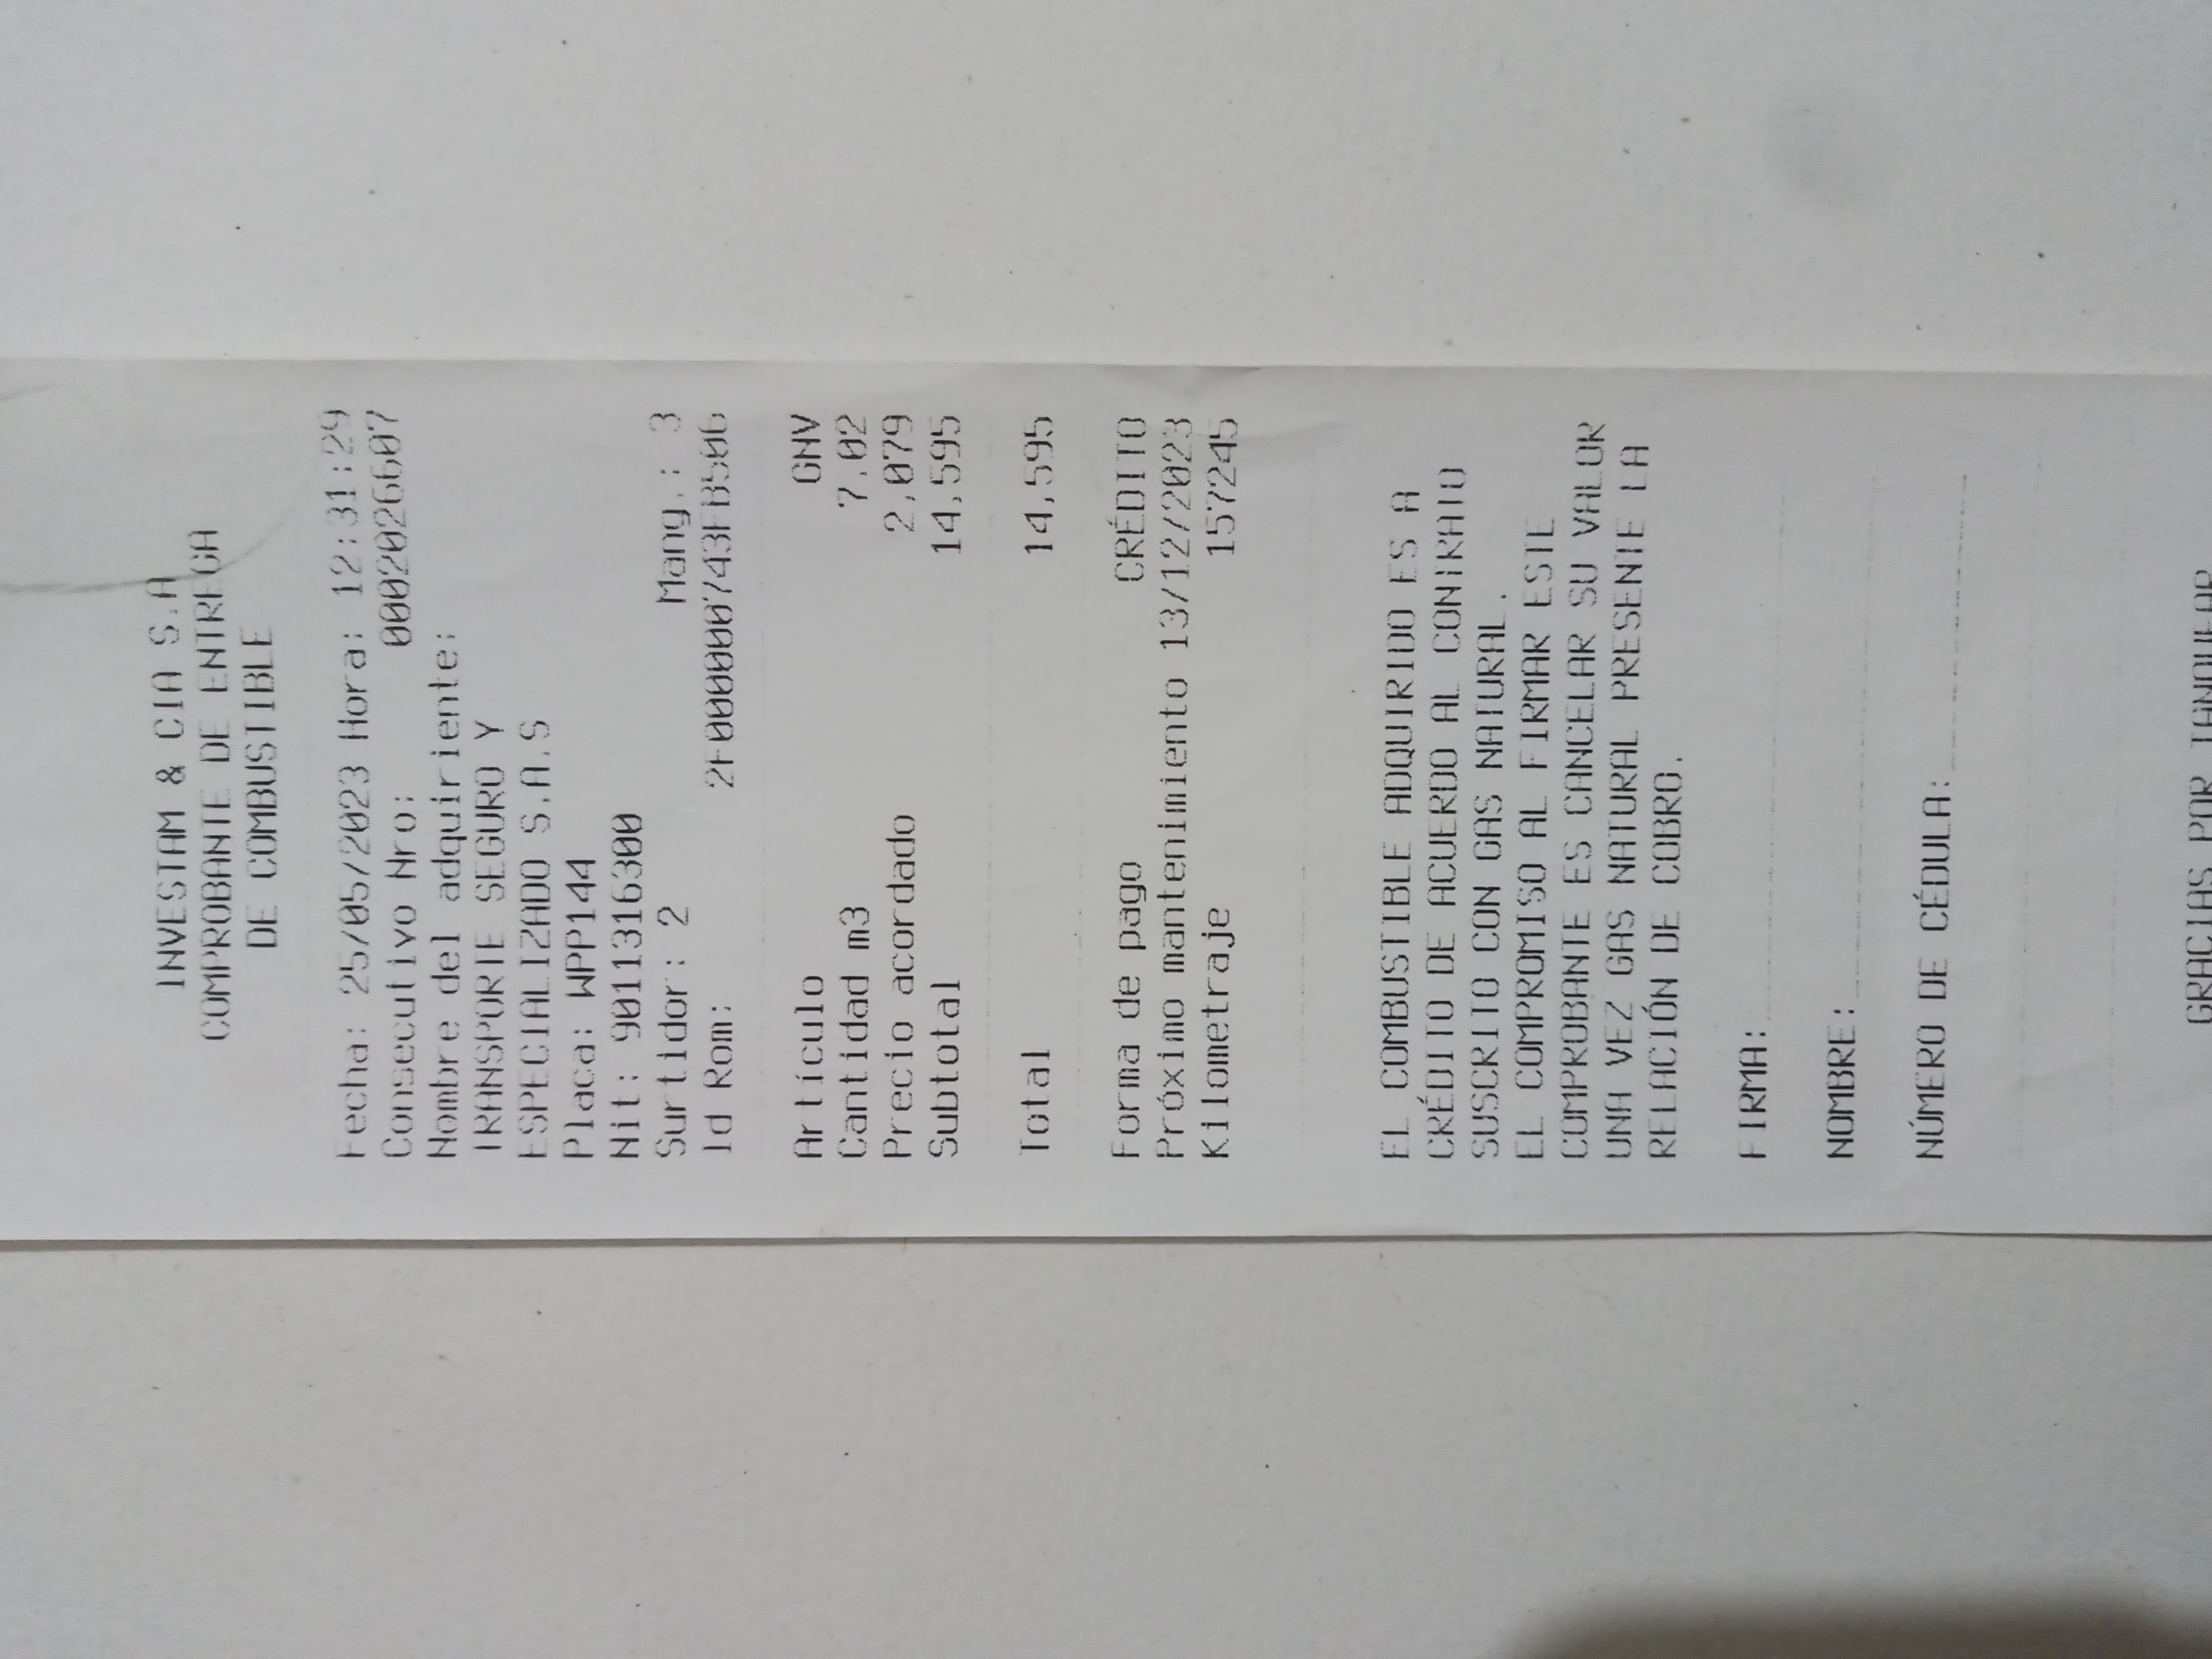 INVESTAM & CIA S.A
COMPROBANTE DE ENTREGA
DE COMBUSTIBLE
Fecha: 25/05/2023 Hora: 12:31:29
Consecutivo Nro: 0002026607
Nombre del adquiriente:
TRANSPORTE SEGURO Y
ESPECIALIZADO S.A.S
Placa: WPP144
Nit: 9011316300
Surtidor: 2 Mang.: 3
Id Rom: 2F000000743FB506
Artículo GNV
Cantidad m3 7.02
Precio acordado 2,079
Subtotal 14,595
Total 14,595
Forma de pago CRÉDITO
Próximo mantenimiento 13/12/2023
Kilometraje 157245
EL COMBUSTIBLE ADQUIRIDO ES A
CRÉDITO DE ACUERDO AL CONTRATO
SUSCRITO CON GAS NATURAL.
EL COMPROMISO AL FIRMAR ESTE
COMPROBANTE ES CANCELAR SU VALOR
UNA VEZ GAS NATURAL PRESENTE LA
RELACIÓN DE COBRO.
FIRMA:
NOMBRE:
NÚMERO DE CÉDULA:
GRACIAS POR TANQUEAR